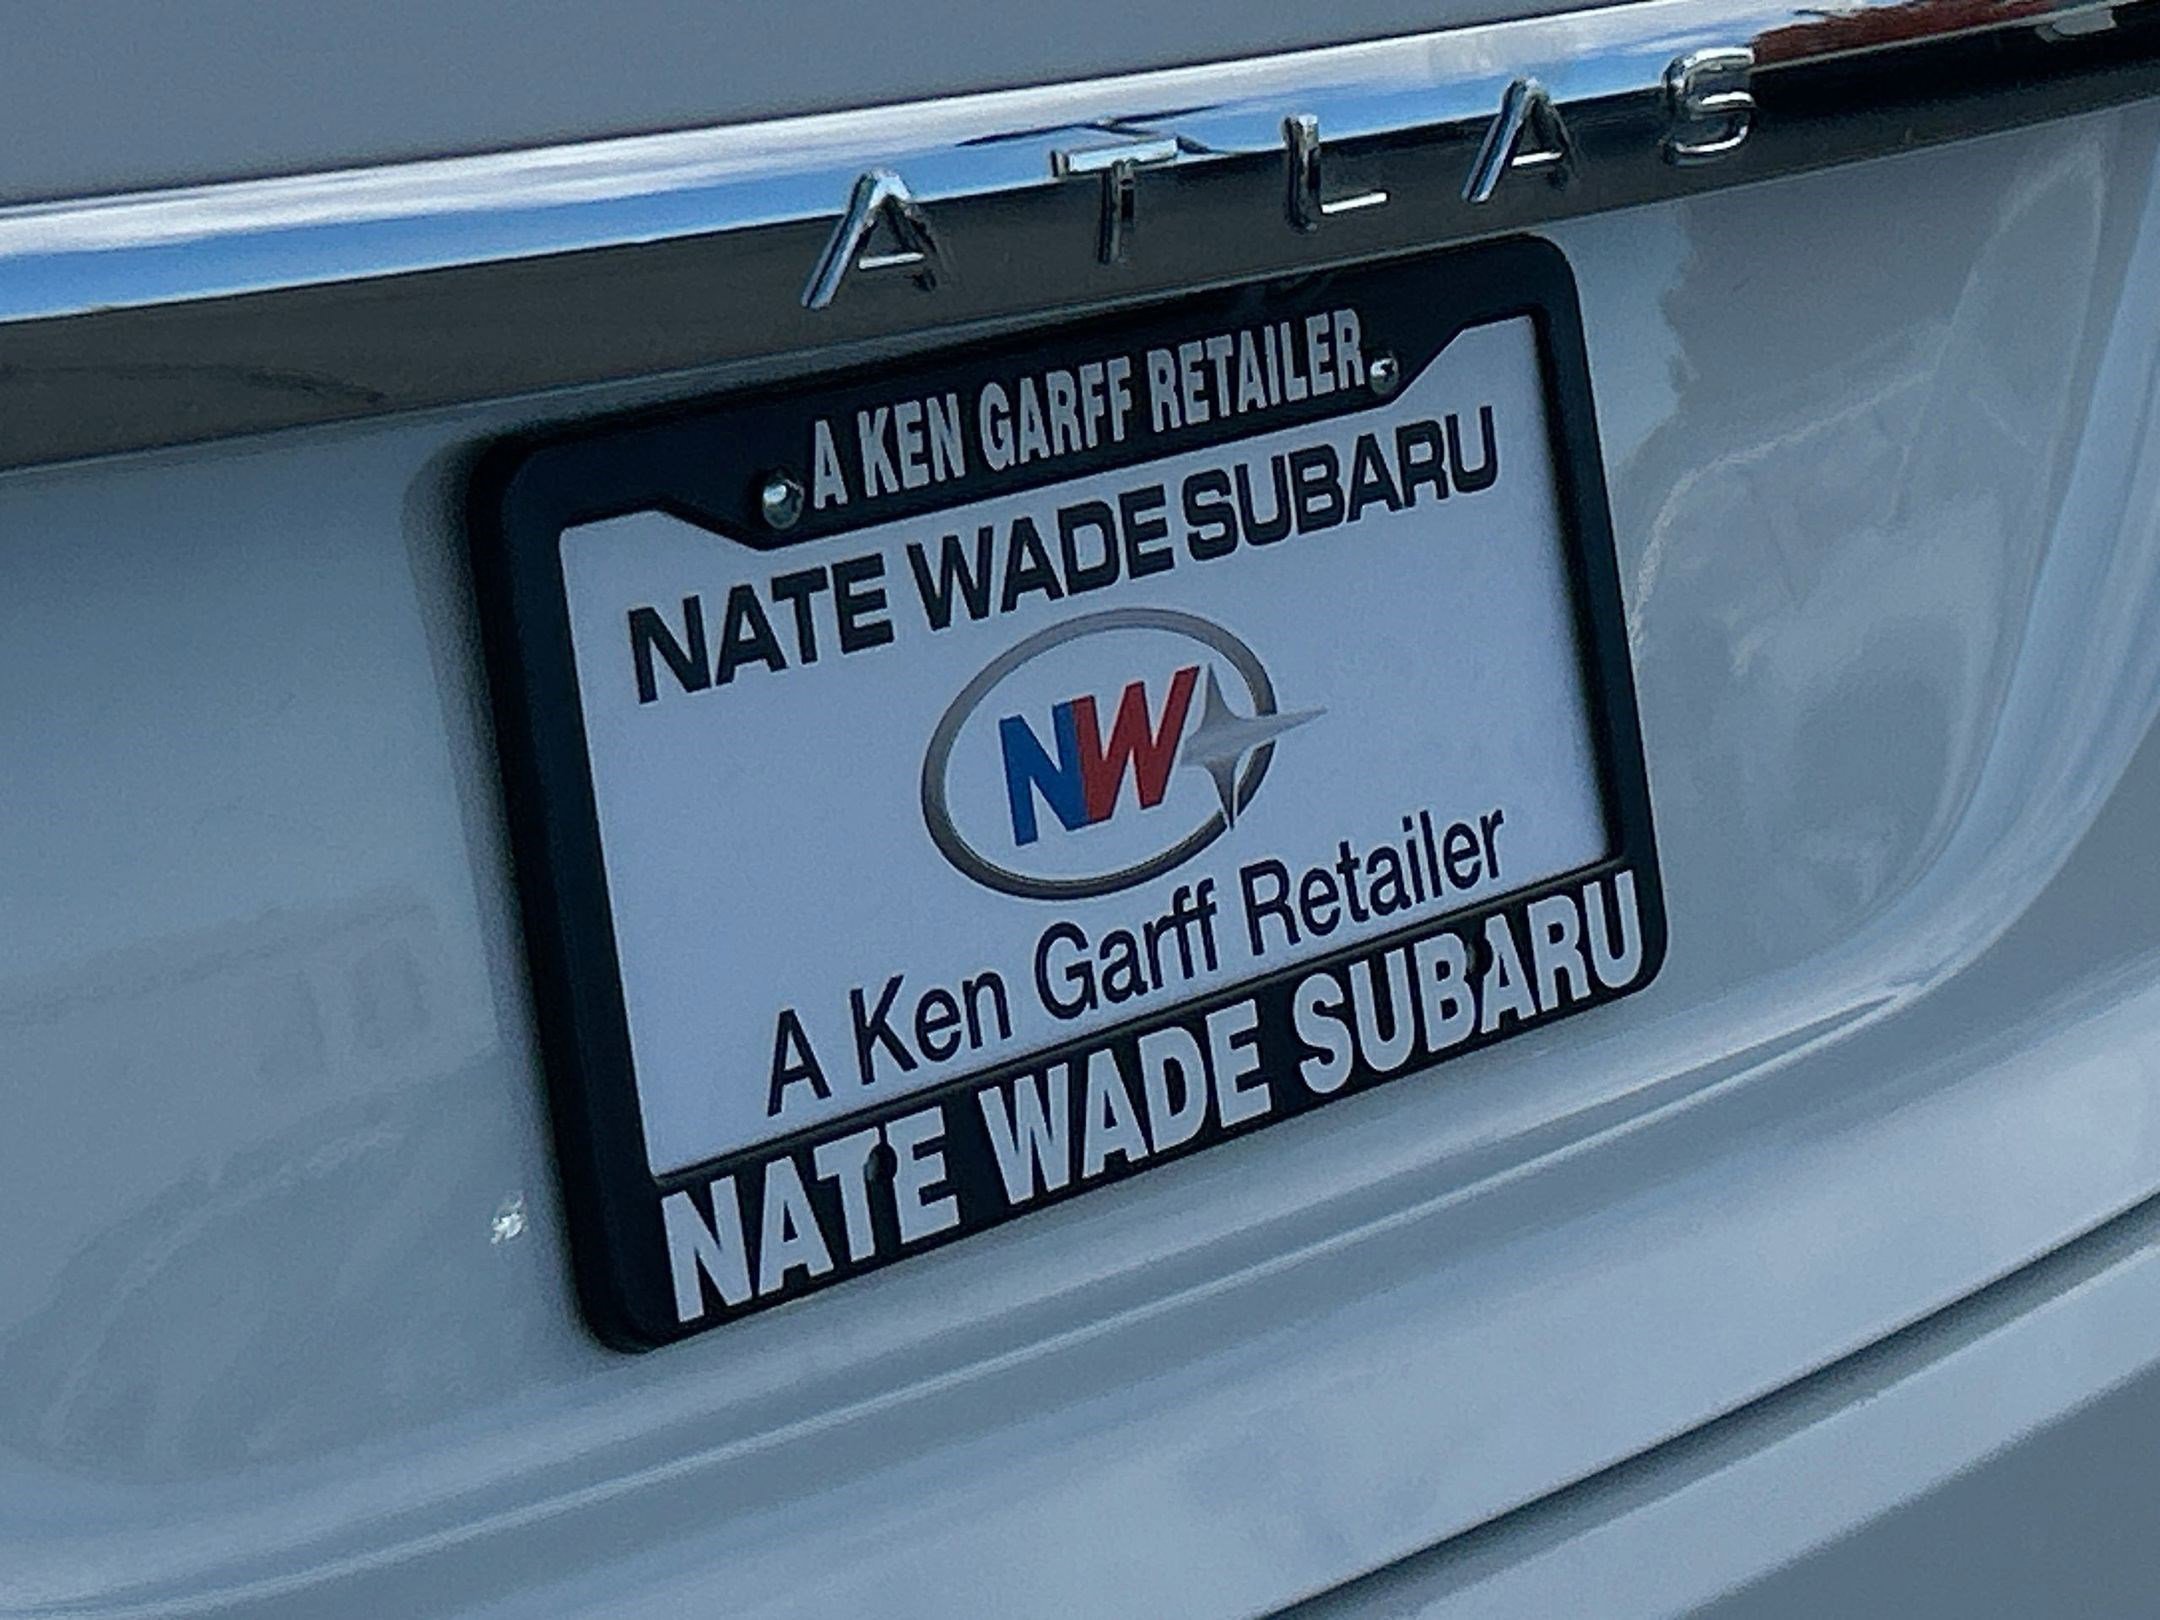 ATLAS
A KEN GARFF RETAILER
NATE WADE SUBARU
NW
A Ken Garff Retailer
NATE WADE SUBARU